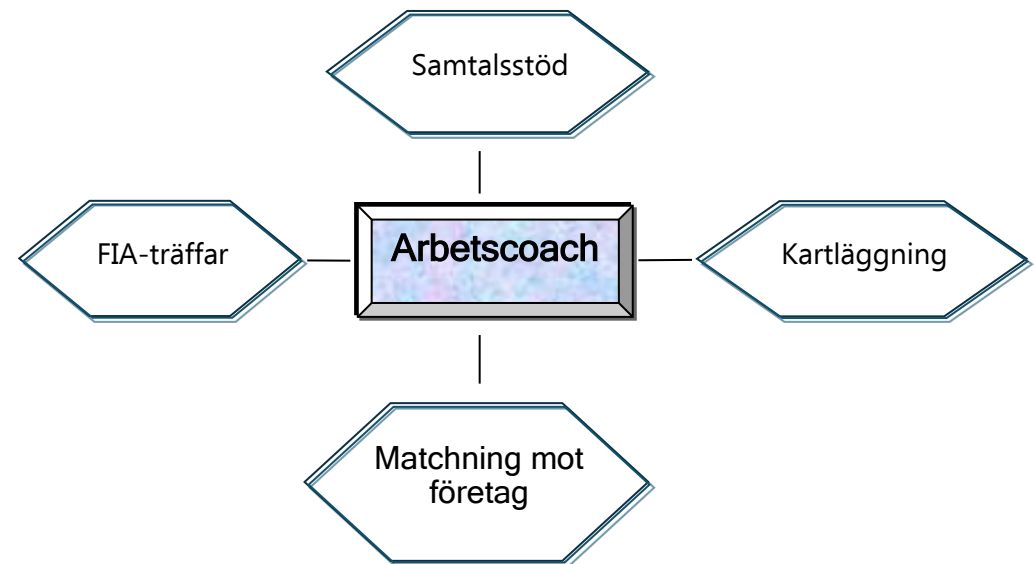 Samtalsstöd
FIA-träffar
Arbetscoach
Kartläggning
Matchning mot
företag